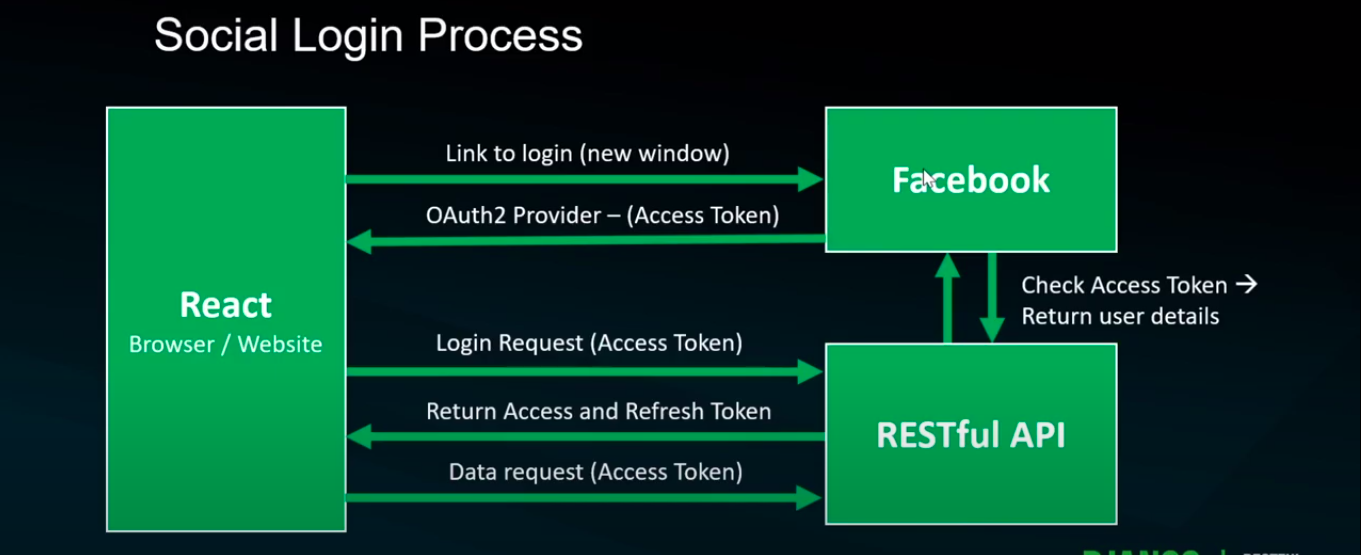 Social Login Process
Link to login (new window)
Facebook
OAuth2 Provider – (Access Token)
Check Access Token →
Return user details
React
Browser / Website
Login Request (Access Token)
Return Access and Refresh Token
RESTful API
Data request (Access Token)